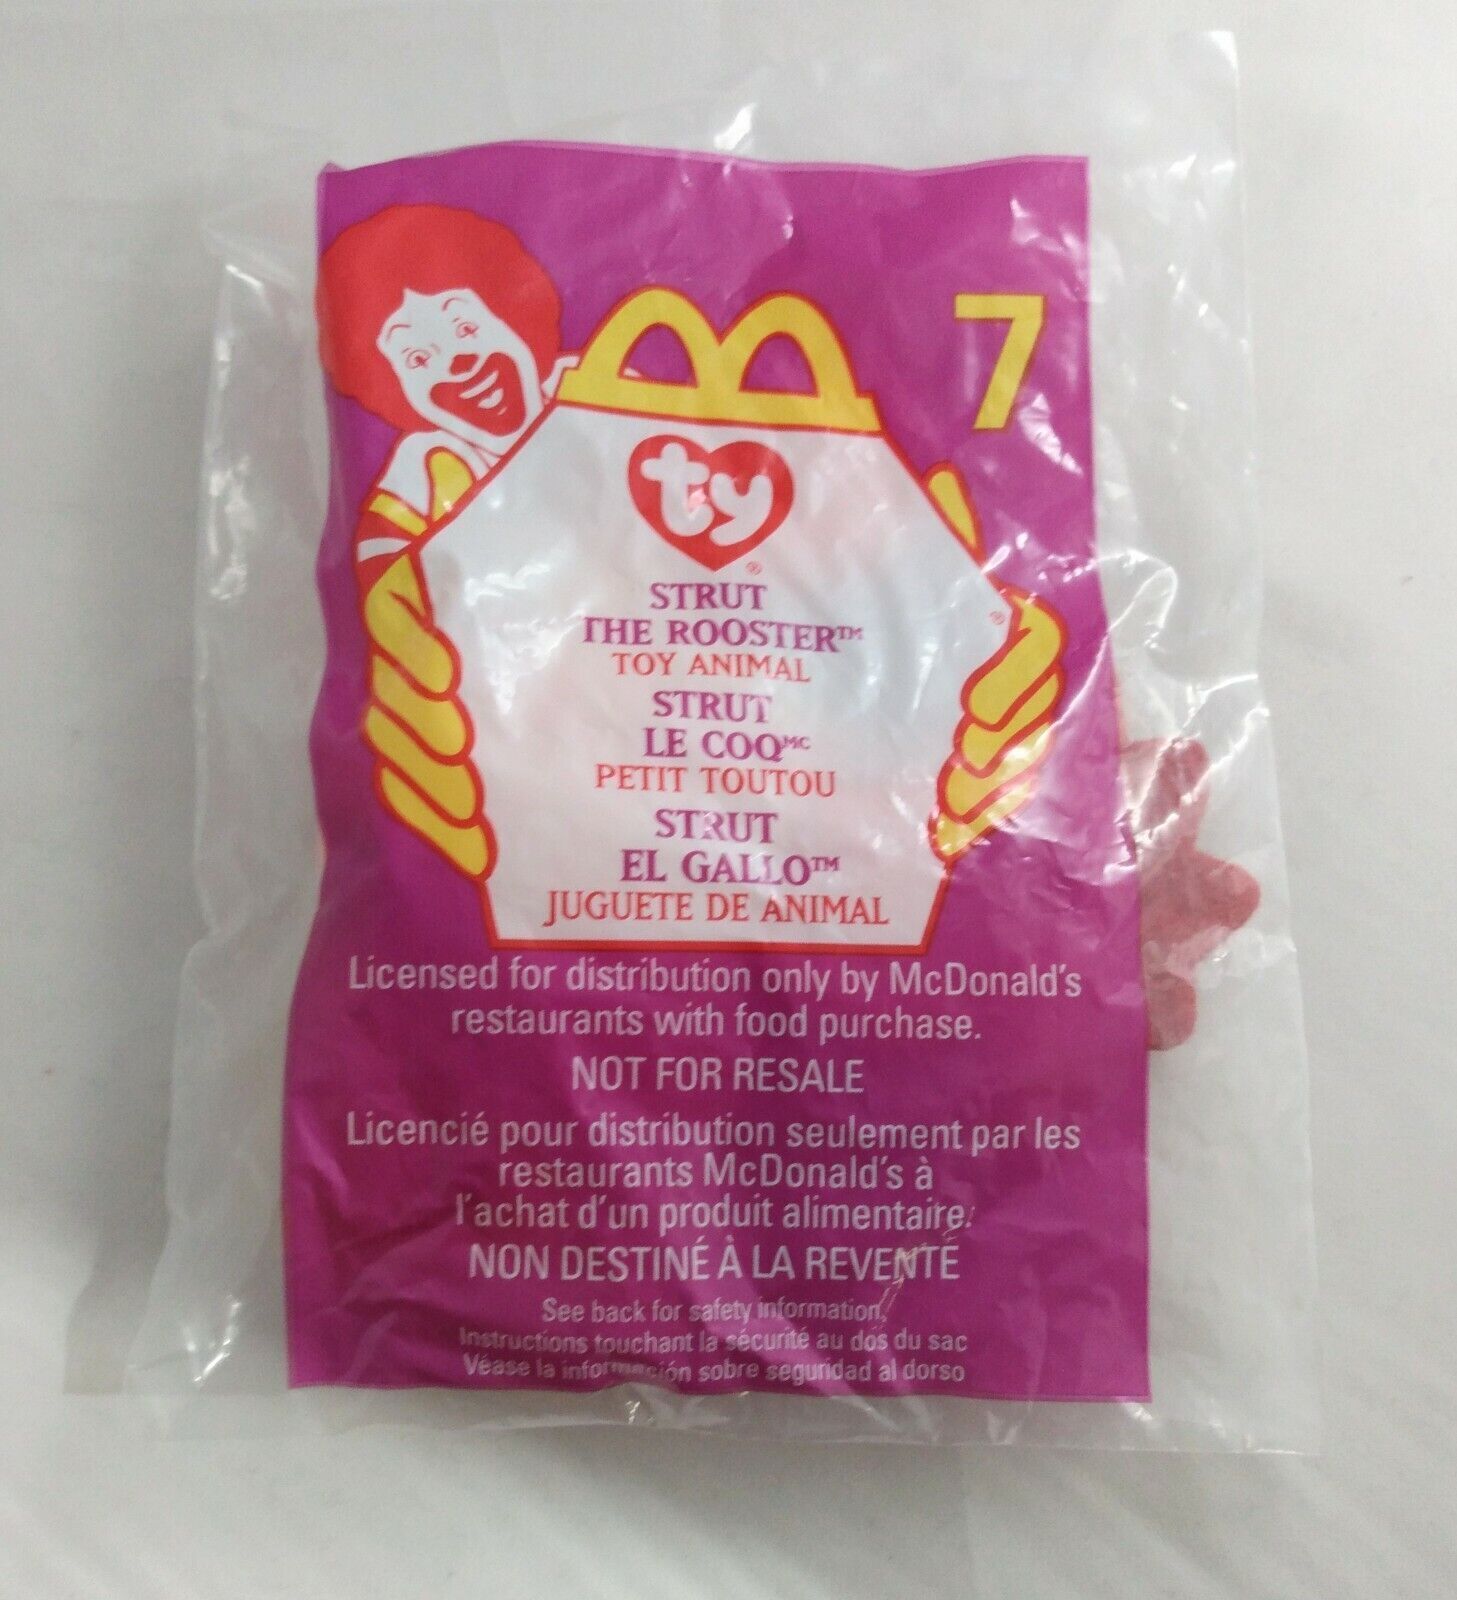 7
ty®
STRUT
THE ROOSTER™
TOY ANIMAL
®
STRUT
LE COQMC
PETIT TOUTOU
STRUT
EL GALLO™
JUGUETE DE ANIMAL
Licensed for distribution only by McDonald's
restaurants with food purchase.
NOT FOR RESALE
Licencié pour distribution seulement par les
restaurants McDonald's à
l'achat d'un produit alimentaire.
NON DESTINÉ À LA REVENTE
See back for safety information,
Instructions touchant la sécurité au dos du sac
Véase la información sobre seguridad al dorso